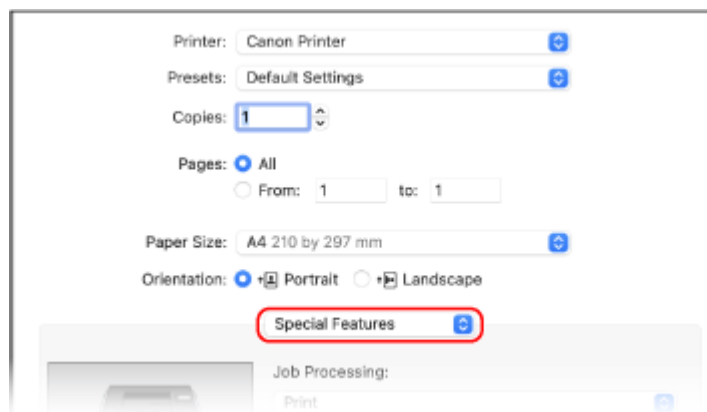 Printer: Canon Printer
Presets: Default Settings
Copies: 1
Pages: All
From: 1 to: 1
Paper Size: A4 210 by 297 mm
Orientation: Portrait Landscape
Special Features
Job Processing:
Print